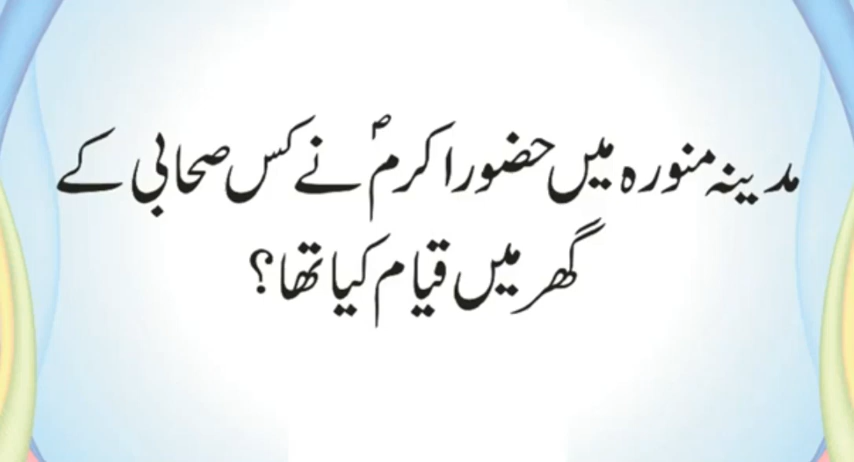 مدینہ منورہ میں حضور اکرمؐ نے کس صحابی کے
گھر میں قیام کیا تھا؟